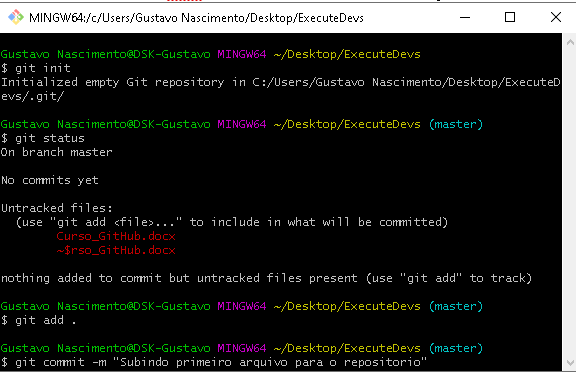 MINGW64:/c/Users/Gustavo Nascimento/Desktop/ExecuteDevs
Gustavo Nascimento@DSK-Gustavo MINGW64 ~/Desktop/ExecuteDevs
$ git init
Initialized empty Git repository in C:/Users/Gustavo Nascimento/Desktop/ExecuteD
evs/.git/
Gustavo Nascimento@DSK-Gustavo MINGW64 ~/Desktop/ExecuteDevs (master)
$ git status
On branch master
No commits yet
Untracked files:
(use "git add <file>..." to include in what will be committed)
Curso_GitHub.docx
~$rso_GitHub.docx
nothing added to commit but untracked files present (use "git add" to track)
Gustavo Nascimento@DSK-Gustavo MINGW64 ~/Desktop/ExecuteDevs (master)
$ git add .
Gustavo Nascimento@DSK-Gustavo MINGW64 ~/Desktop/ExecuteDevs (master)
$ git commit -m "Subindo primeiro arquivo para o repositorio"